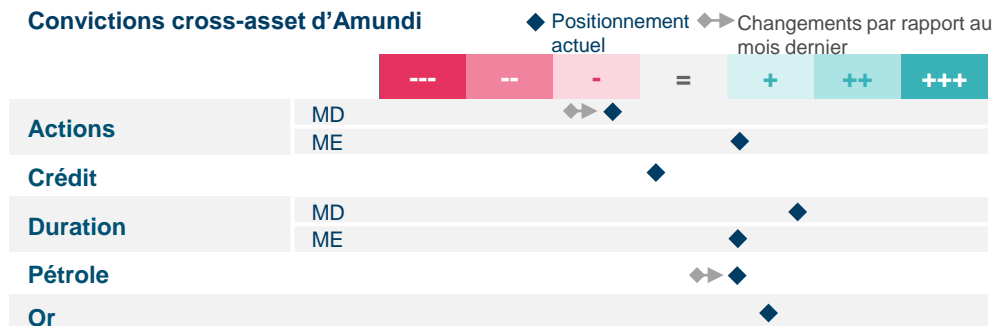 Convictions cross-asset d’Amundi
Positionnement actuel
Changements par rapport au mois dernier
--- -- - = + ++ +++
Actions
MD
ME
Crédit
Duration
MD
ME
Pétrole
Or